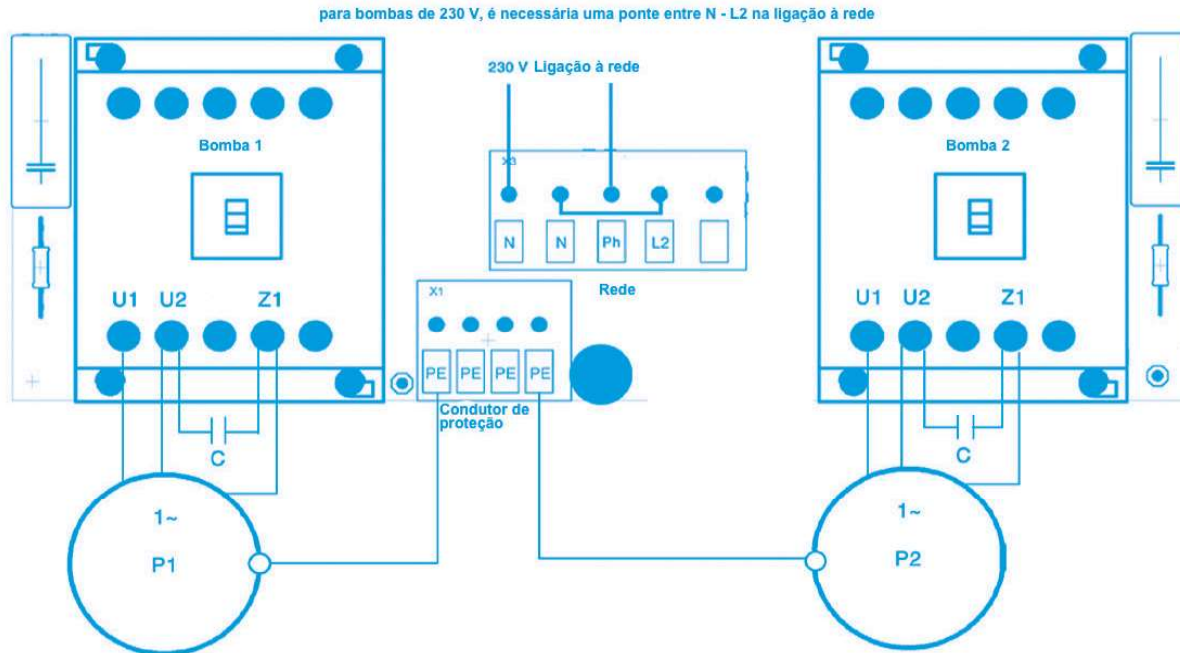 para bombas de 230 V, é necessária uma ponte entre N - L2 na ligação à rede
230 V Ligação à rede
Bomba 1
Bomba 2
N N Ph L2
Rede
U1 U2 Z1
U1 U2 Z1
X1
PE PE PE PE
Condutor de
proteção
C
C
1~
P1
1~
P2